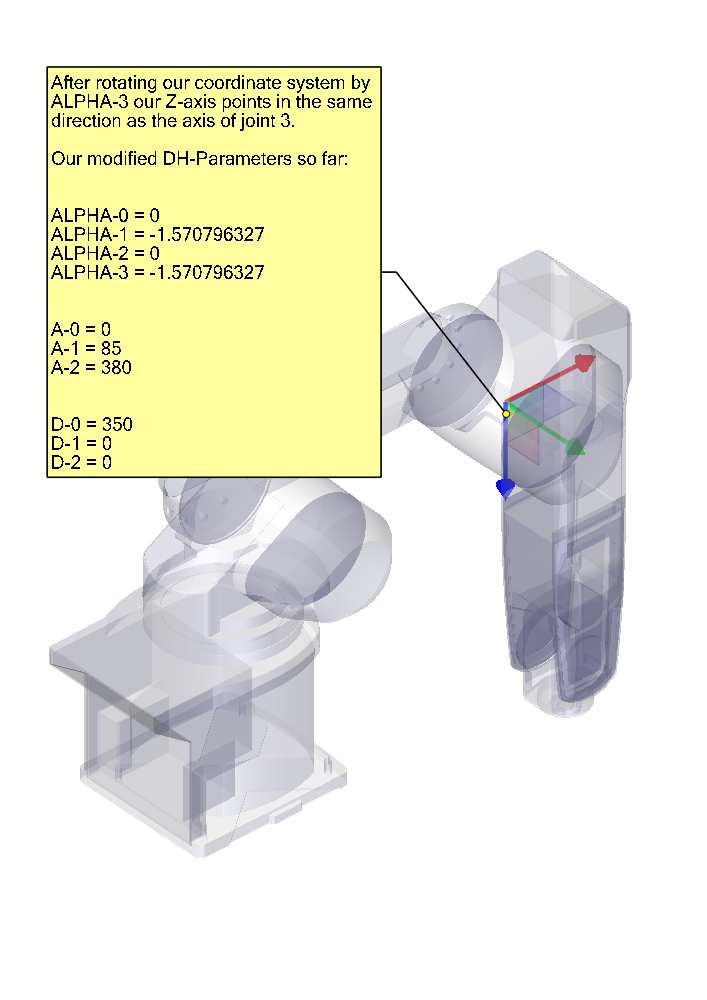 After rotating our coordinate system by
ALPHA-3 our Z-axis points in the same
direction as the axis of joint 3.
Our modified DH-Parameters so far:
ALPHA-0 = 0
ALPHA-1 = -1.570796327
ALPHA-2 = 0
ALPHA-3 = -1.570796327
A-0 = 0
A-1 = 85
A-2 = 380
D-0 = 350
D-1 = 0
D-2 = 0